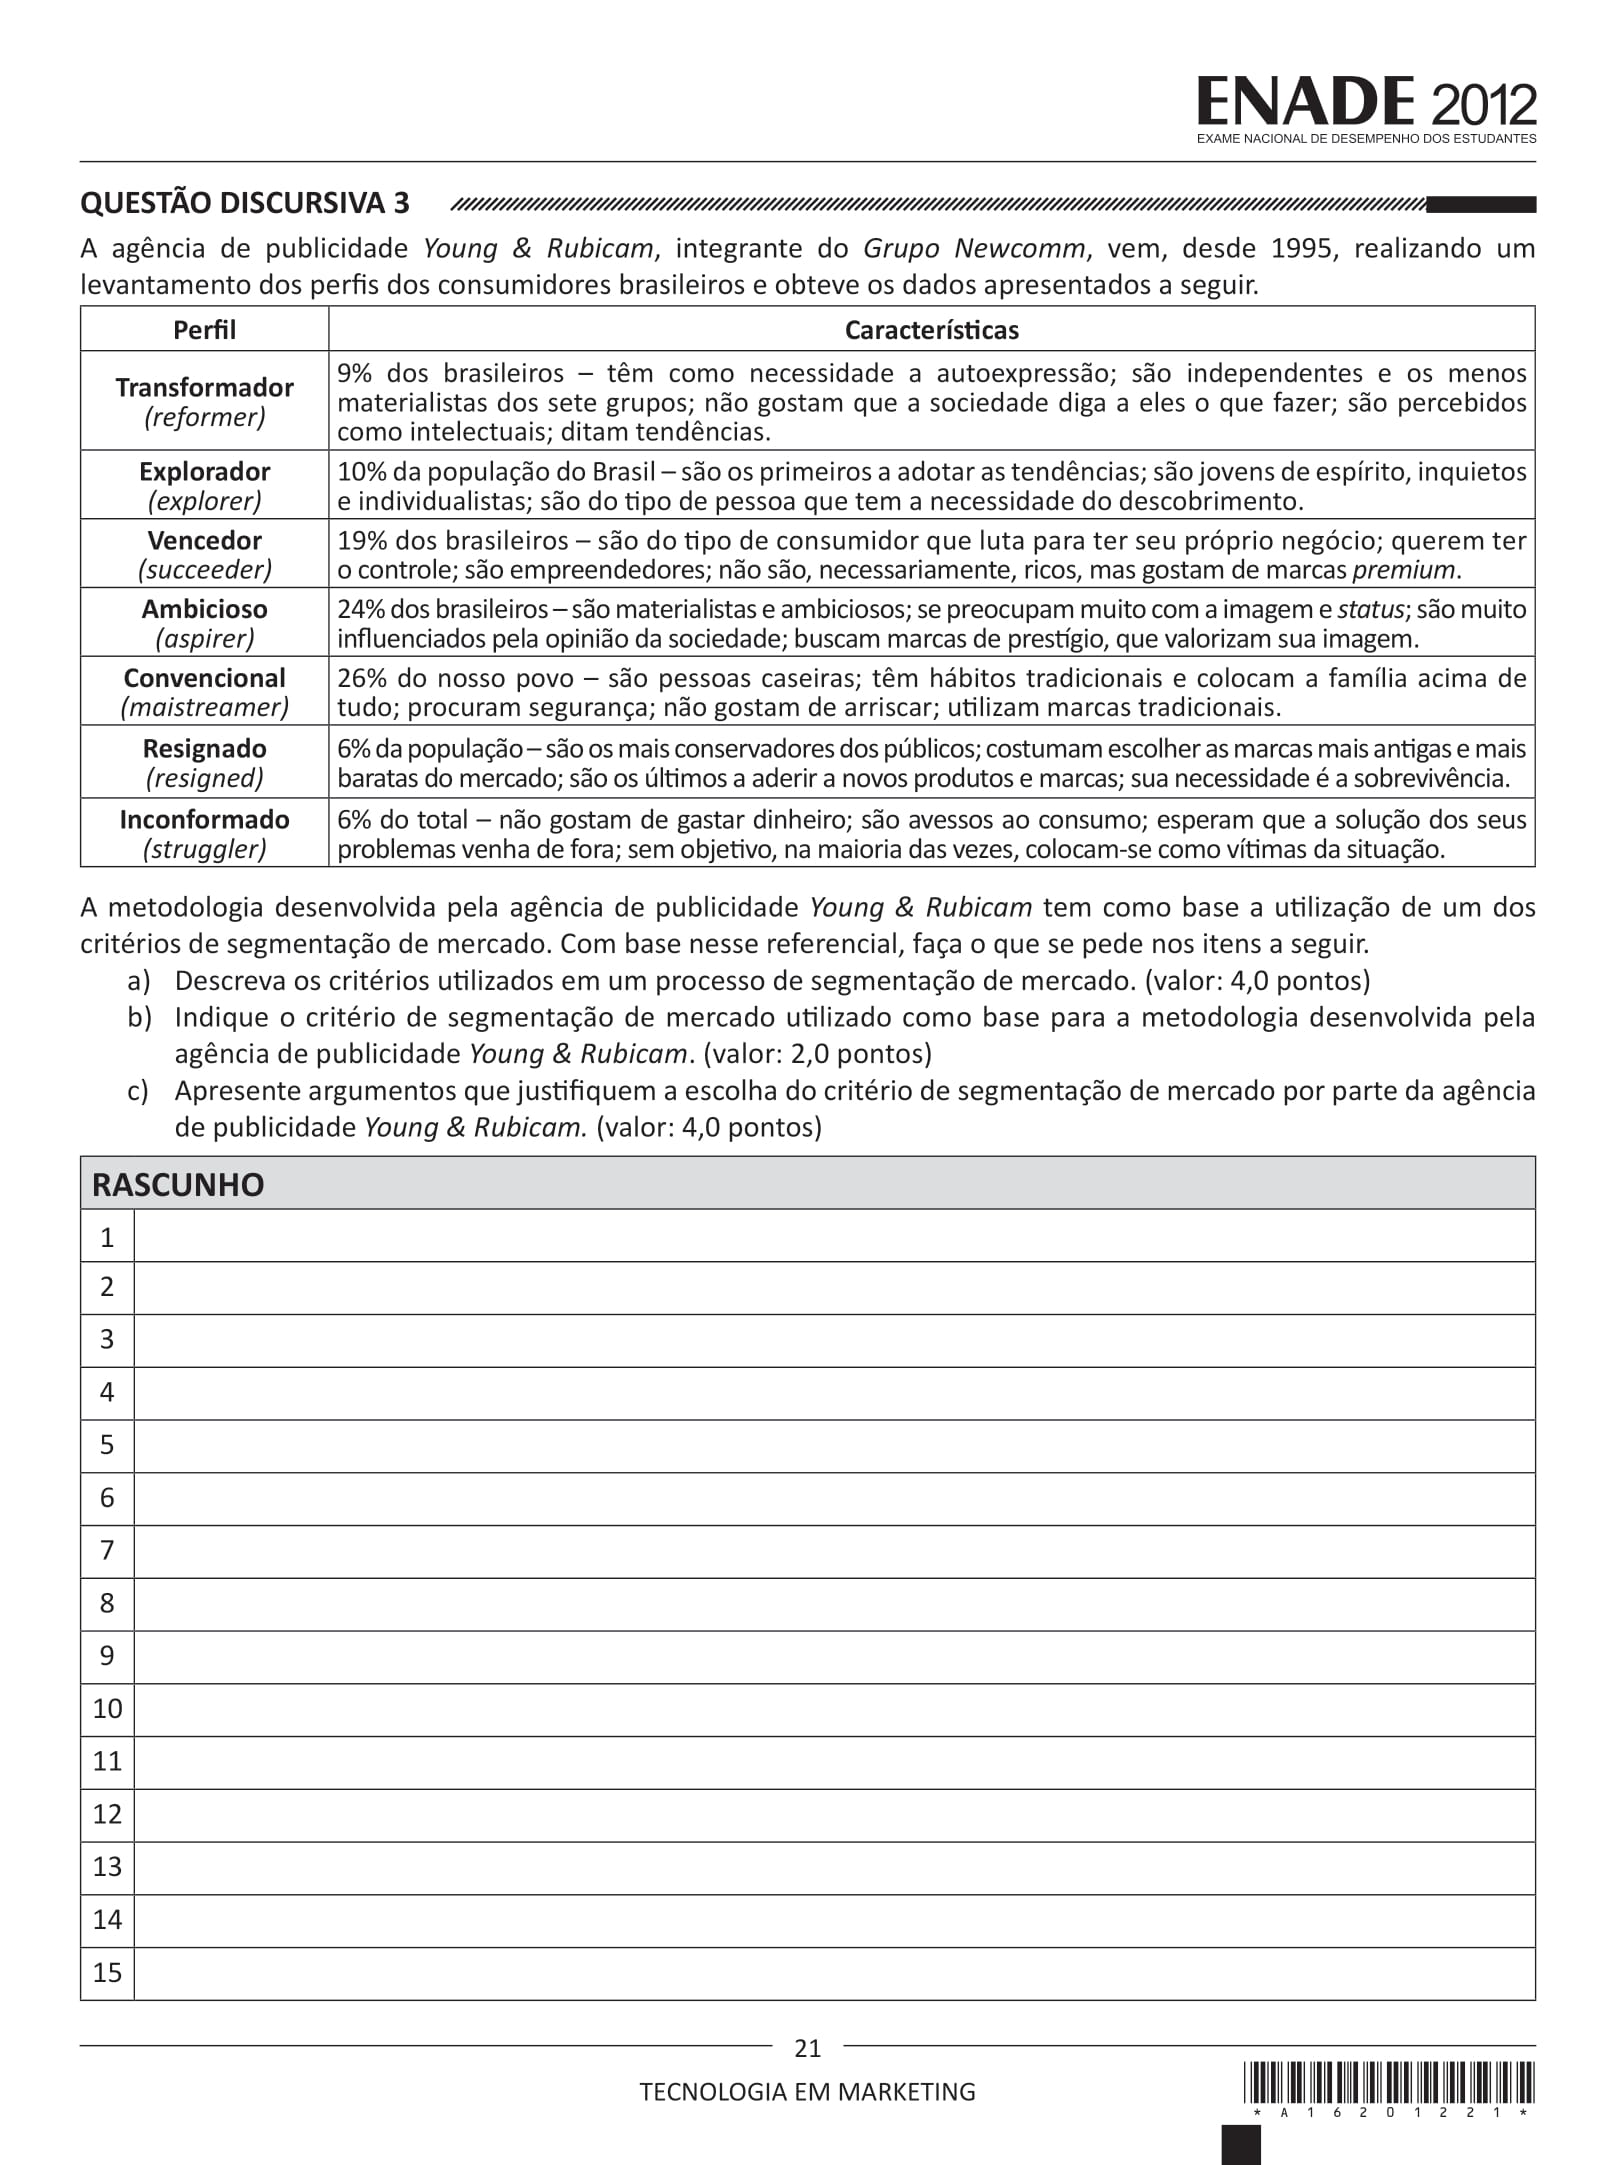 ENADE 2012
EXAME NACIONAL DE DESEMPENHO DOS ESTUDANTES
QUESTÃO DISCURSIVA 3
A agência de publicidade Young & Rubicam, integrante do Grupo Newcomm, vem, desde 1995, realizando um
levantamento dos perfis dos consumidores brasileiros e obteve os dados apresentados a seguir.
Perfil
Características
Transformador
(reformer)
9% dos brasileiros – têm como necessidade a autoexpressão; são independentes e os menos
materialistas dos sete grupos; não gostam que a sociedade diga a eles o que fazer; são percebidos
como intelectuais; ditam tendências.
Explorador
(explorer)
10% da população do Brasil – são os primeiros a adotar as tendências; são jovens de espírito, inquietos
e individualistas; são do tipo de pessoa que tem a necessidade do descobrimento.
Vencedor
(succeeder)
19% dos brasileiros – são do tipo de consumidor que luta para ter seu próprio negócio; querem ter
o controle; são empreendedores; não são, necessariamente, ricos, mas gostam de marcas premium.
Ambicioso
(aspirer)
24% dos brasileiros – são materialistas e ambiciosos; se preocupam muito com a imagem e status; são muito
influenciados pela opinião da sociedade; buscam marcas de prestígio, que valorizam sua imagem.
Convencional
(maistreamer)
26% do nosso povo – são pessoas caseiras; têm hábitos tradicionais e colocam a família acima de
tudo; procuram segurança; não gostam de arriscar; utilizam marcas tradicionais.
Resignado
(resigned)
6% da população – são os mais conservadores dos públicos; costumam escolher as marcas mais antigas e mais
baratas do mercado; são os últimos a aderir a novos produtos e marcas; sua necessidade é a sobrevivência.
Inconformado
(struggler)
6% do total – não gostam de gastar dinheiro; são avessos ao consumo; esperam que a solução dos seus
problemas venha de fora; sem objetivo, na maioria das vezes, colocam-se como vítimas da situação.
A metodologia desenvolvida pela agência de publicidade Young & Rubicam tem como base a utilização de um dos
critérios de segmentação de mercado. Com base nesse referencial, faça o que se pede nos itens a seguir.
a) Descreva os critérios utilizados em um processo de segmentação de mercado. (valor: 4,0 pontos)
b) Indique o critério de segmentação de mercado utilizado como base para a metodologia desenvolvida pela
agência de publicidade Young & Rubicam. (valor: 2,0 pontos)
c) Apresente argumentos que justifiquem a escolha do critério de segmentação de mercado por parte da agência
de publicidade Young & Rubicam. (valor: 4,0 pontos)
RASCUNHO
1
2
3
4
5
6
7
8
9
10
11
12
13
14
15
21
TECNOLOGIA EM MARKETING
* A 1 6 2 0 1 2 2 1 *